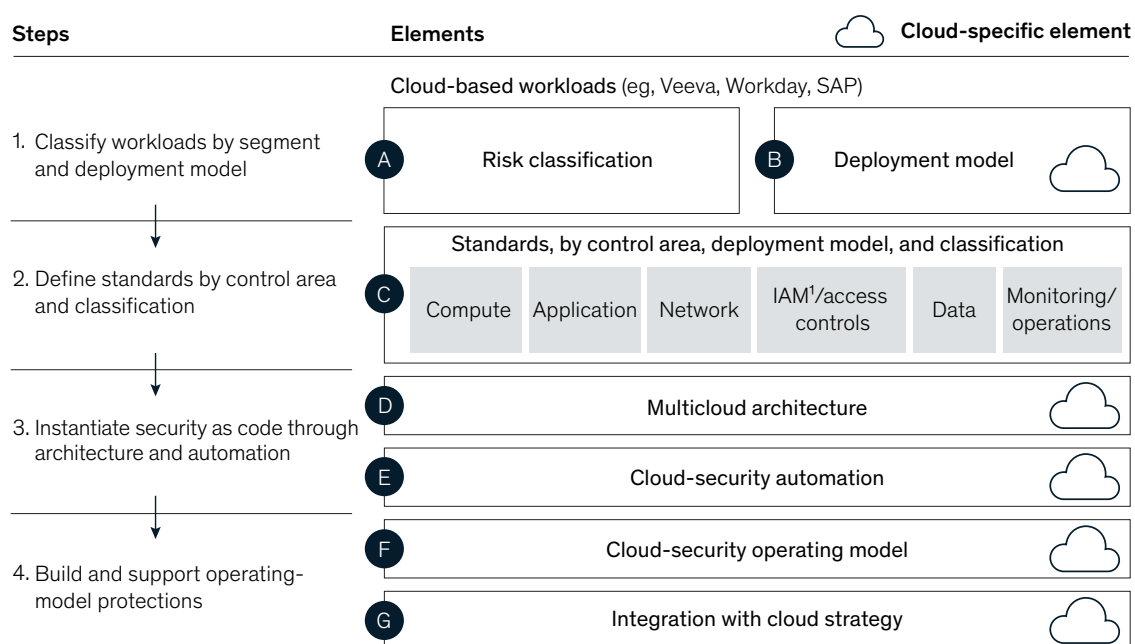 Steps
Elements
Cloud-specific element
Cloud-based workloads (eg, Veeva, Workday, SAP)
1. Classify workloads by segment
and deployment model
A
Risk classification
B
Deployment model
2. Define standards by control area
and classification
C
Standards, by control area, deployment model, and classification
Compute
Application
Network
IAM¹/access
controls
Data
Monitoring/
operations
3. Instantiate security as code through
architecture and automation
D
Multicloud architecture
E
Cloud-security automation
4. Build and support operating-
model protections
F
Cloud-security operating model
G
Integration with cloud strategy